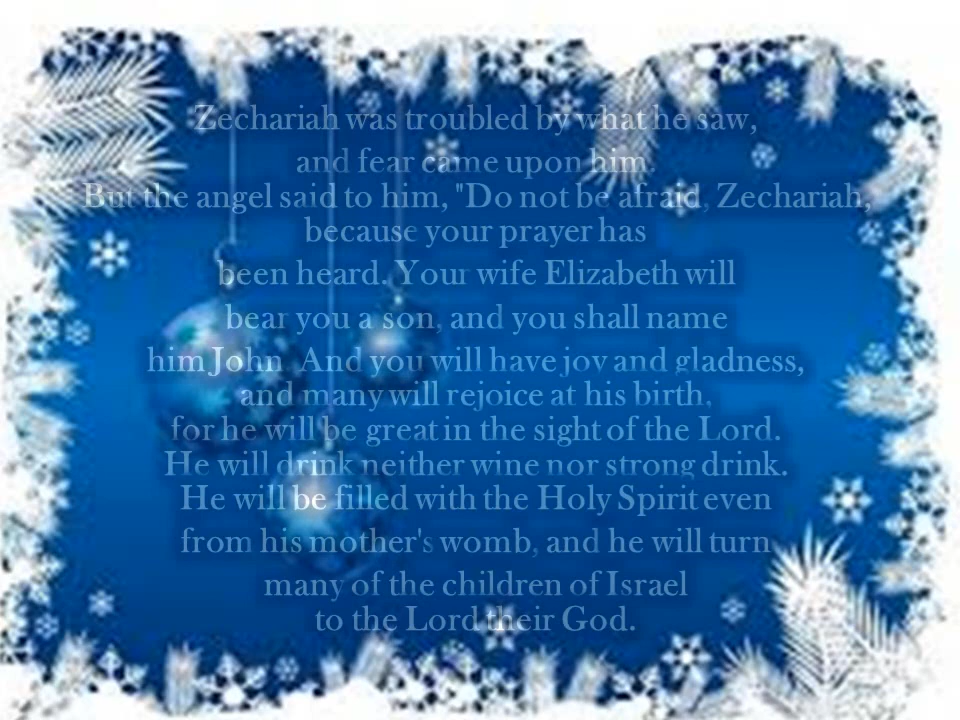 Zechariah was troubled by what he saw,
and fear came upon him.
But the angel said to him, "Do not be afraid, Zechariah,
because your prayer has
been heard. Your wife Elizabeth will
bear you a son, and you shall name
him John. And you will have joy and gladness,
and many will rejoice at his birth,
for he will be great in the sight of the Lord.
He will drink neither wine nor strong drink.
He will be filled with the Holy Spirit even
from his mother's womb, and he will turn
many of the children of Israel
to the Lord their God.